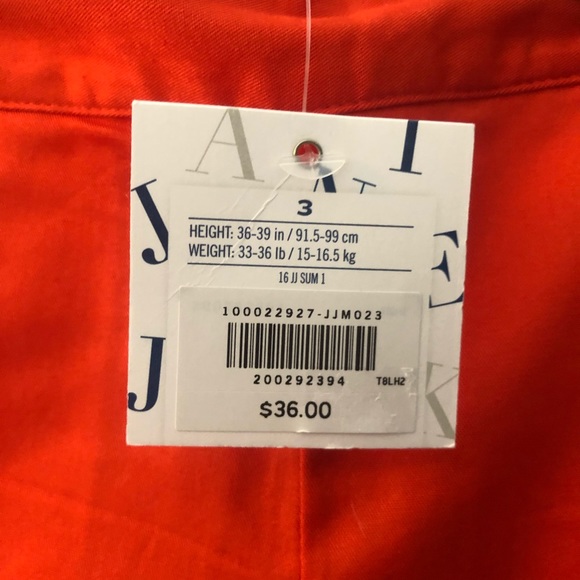 A
I
J
A
3
HEIGHT: 36-39 in / 91.5-99 cm
WEIGHT: 33-36 lb / 15-16.5 kg
E
16 JJ SUM 1
100022927-JJM023
J
K
200292394 T8LH2
$36.00